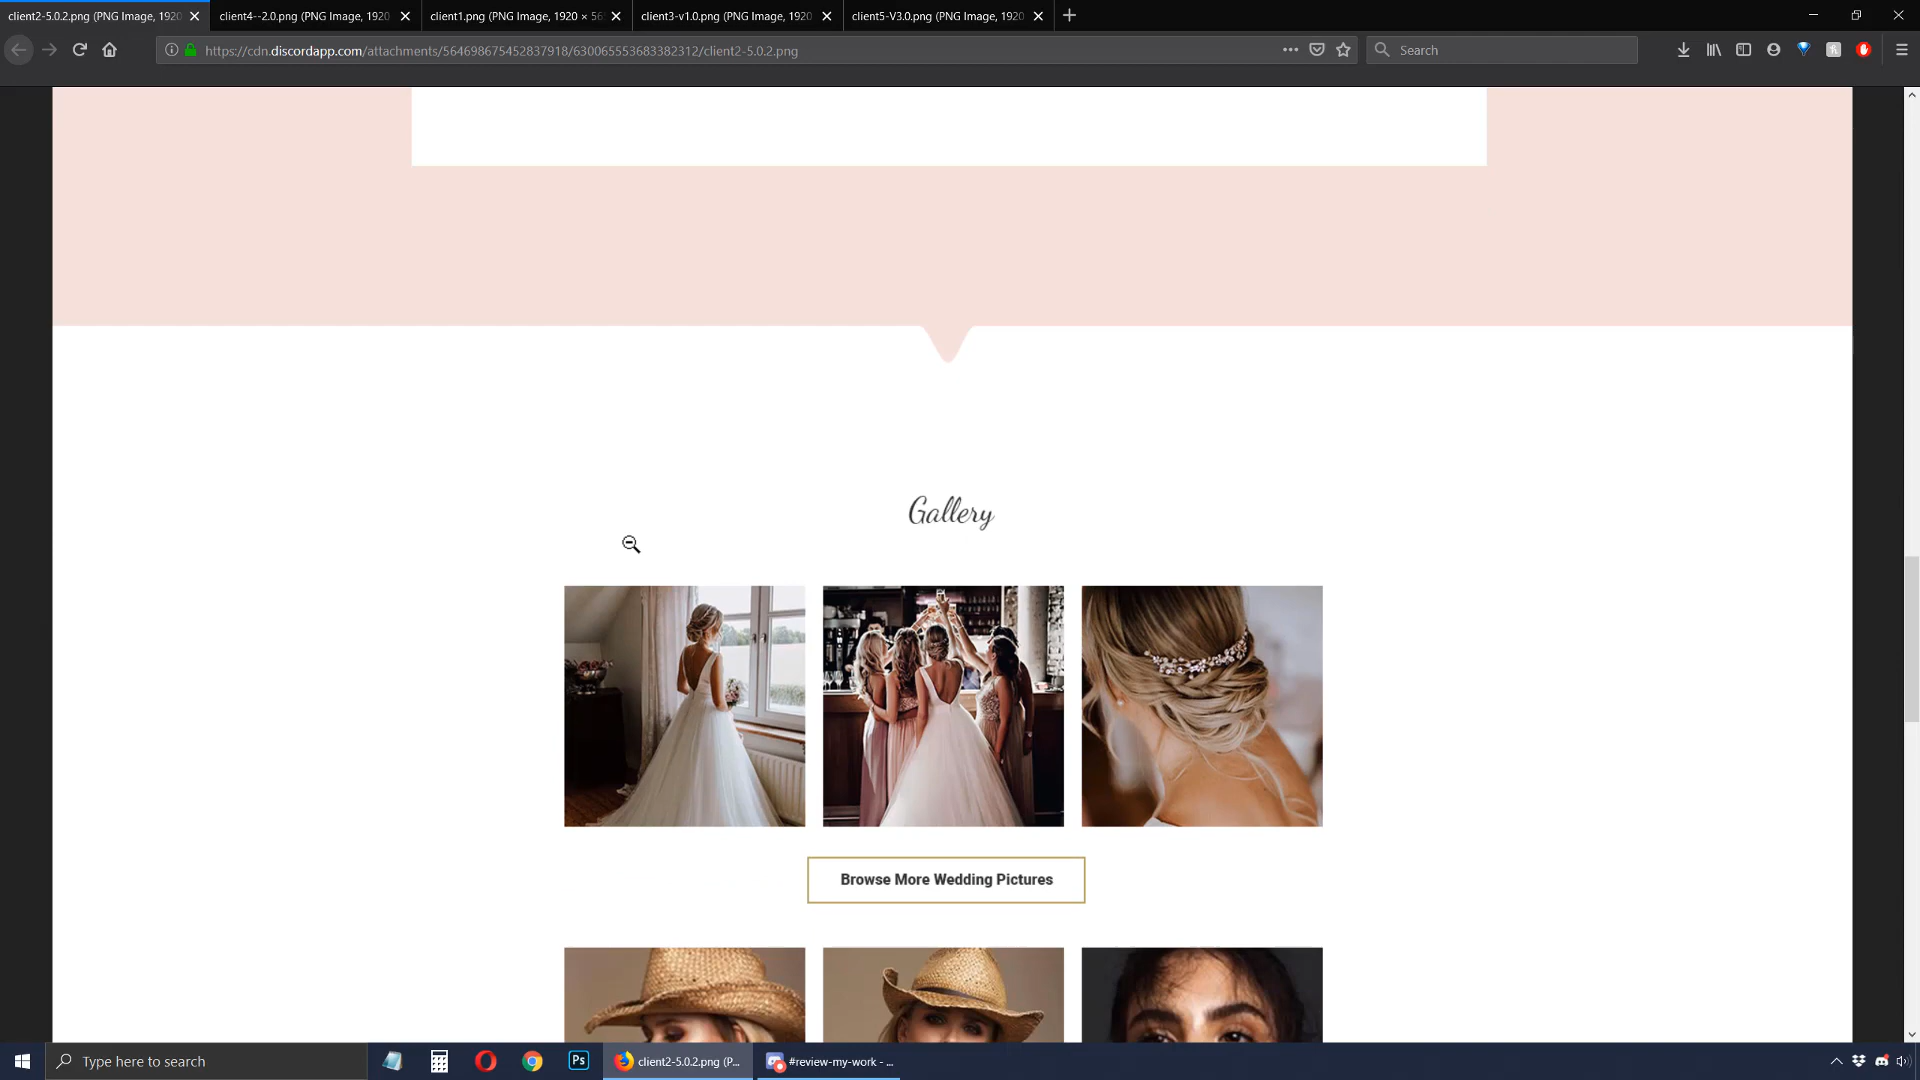 client2-5.0.2.png (PNG Image, 1920
client4--2.0.png (PNG Image, 1920
client1.png (PNG Image, 1920 × 56
client3-v1.0.png (PNG Image, 1920
client5-V3.0.png (PNG Image, 1920
https://cdn.discordapp.com/attachments/564698675452837918/630065553683382312/client2-5.0.2.png
Search
Gallery
Browse More Wedding Pictures
Type here to search
Ps
client2-5.0.2.png (P...
#review-my-work - ...